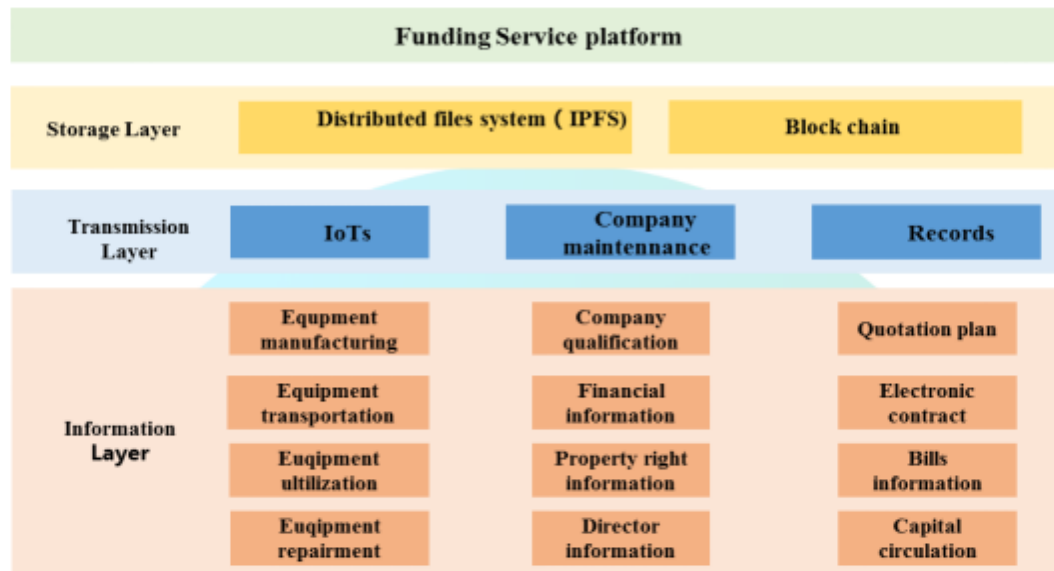 Funding Service platform
Storage Layer
Distributed files system ( IPFS)
Block chain
Transmission
Layer
IoTs
Company
maintennance
Records
Information
Layer
Equpment
manufacturing
Company
qualification
Quotation plan
Equipment
transportation
Financial
information
Electronic
contract
Euqipment
ultilization
Property right
information
Bills
information
Euqipment
repairment
Director
information
Capital
circulation